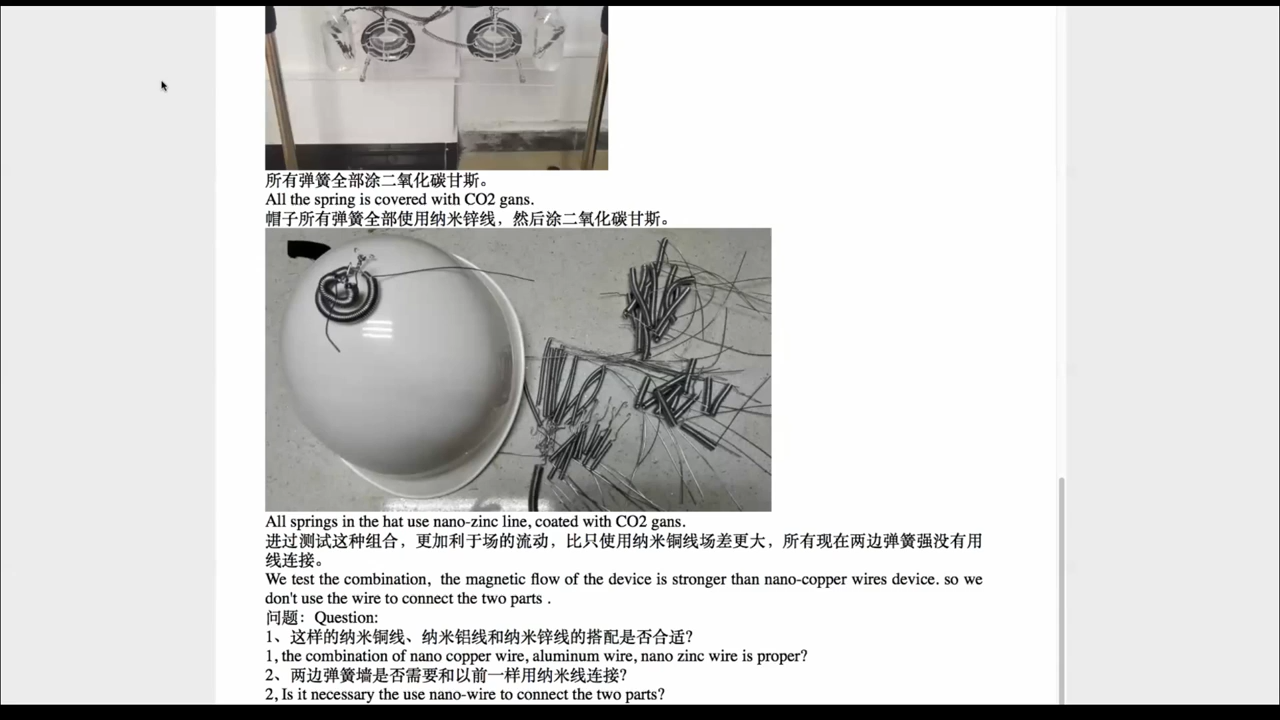 所有弹簧全部涂二氧化碳甘斯。
All the spring is covered with CO2 gans.
帽子所有弹簧全部使用纳米锌线，然后涂二氧化碳甘斯。
All springs in the hat use nano-zinc line, coated with CO2 gans.
进过测试这种组合，更加利于场的流动，比只使用纳米铜线场差更大，所有现在两边弹簧强没有用
线连接。
We test the combination,  the magnetic flow of the device is stronger than nano-copper wires device. so we
don't use the wire to connect the two parts .
问题：Question:
1、这样的纳米铜线、纳米铝线和纳米锌线的搭配是否合适?
1, the combination of nano copper wire, aluminum wire, nano zinc wire is proper?
2、两边弹簧墙是否需要和以前一样用纳米线连接?
2, Is it necessary the use nano-wire to connect the two parts?